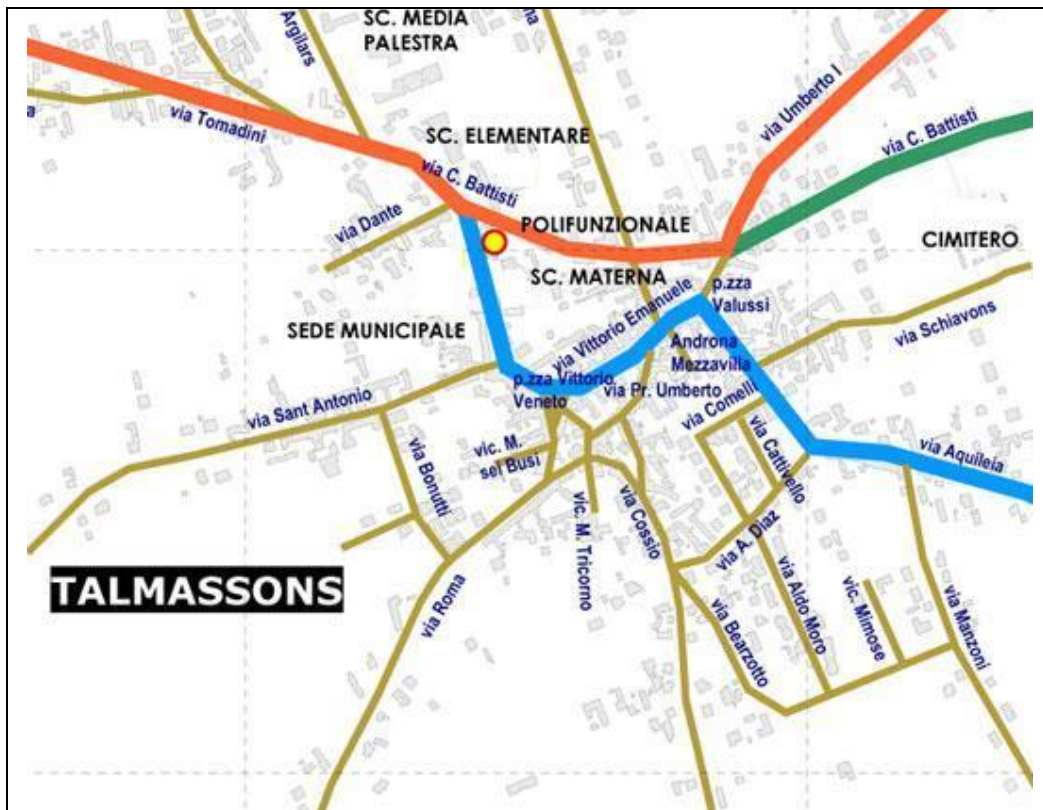 SC. MEDIA
PALESTRA
Argilars
via Umberto I
via Tomadini
SC. ELEMENTARE
via C. Battisti
via C. Battisti
via Dante
POLIFUNZIONALE
CIMITERO
SC. MATERNA
p.zza
Valussi
SEDE MUNICIPALE
via Vittorio Emanuele
via Schiavons
Androna
Mezzavilla
p.zza Vittorio
Veneto
via Pr. Umberto
via Sant Antonio
via Comelli
vic. M.
sel Busi
via Bonutti
via Cattivello
via Aquileia
via Cossio
vic. M. Tricorno
via A. Diaz
TALMASSONS
via Roma
via Aldo Moro
vic. Mimose
via Manzoni
via Bearzotto